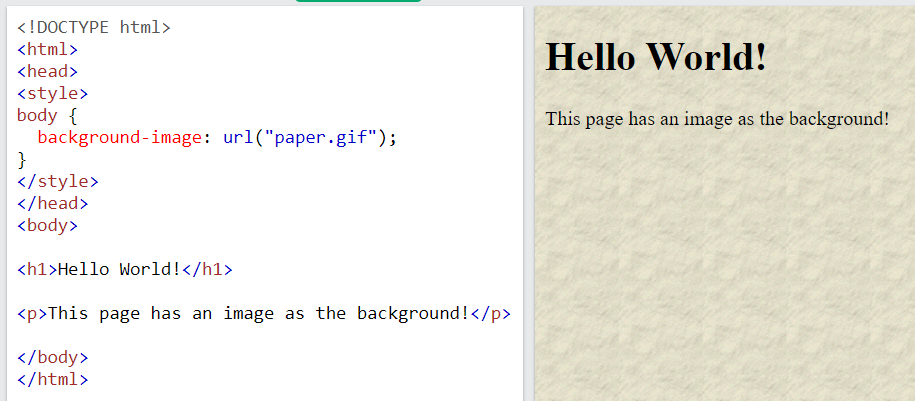 <!DOCTYPE html>
<html>
<head>
<style>
body {
  background-image: url("paper.gif");
}
</style>
</head>
<body>
<h1>Hello World!</h1>
<p>This page has an image as the background!</p>
</body>
</html>
Hello World!
This page has an image as the background!